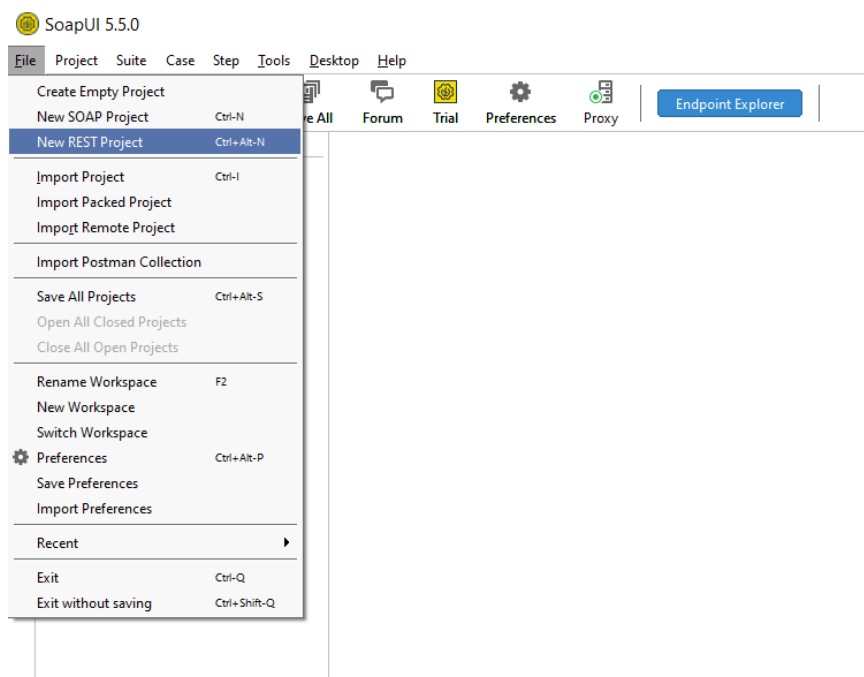 SoapUI 5.5.0
File Project Suite Case Step Tools Desktop Help
Create Empty Project
New SOAP Project Ctrl-N
New REST Project Ctrl+Alt-N
Import Project Ctrl-I
Import Packed Project
Import Remote Project
Import Postman Collection
Save All Projects Ctrl+Alt-S
Open All Closed Projects
Close All Open Projects
Rename Workspace F2
New Workspace
Switch Workspace
Preferences Ctrl+Alt-P
Save Preferences
Import Preferences
Recent
Exit Ctrl-Q
Exit without saving Ctrl+Shift-Q
All Forum Trial Preferences Proxy
Endpoint Explorer